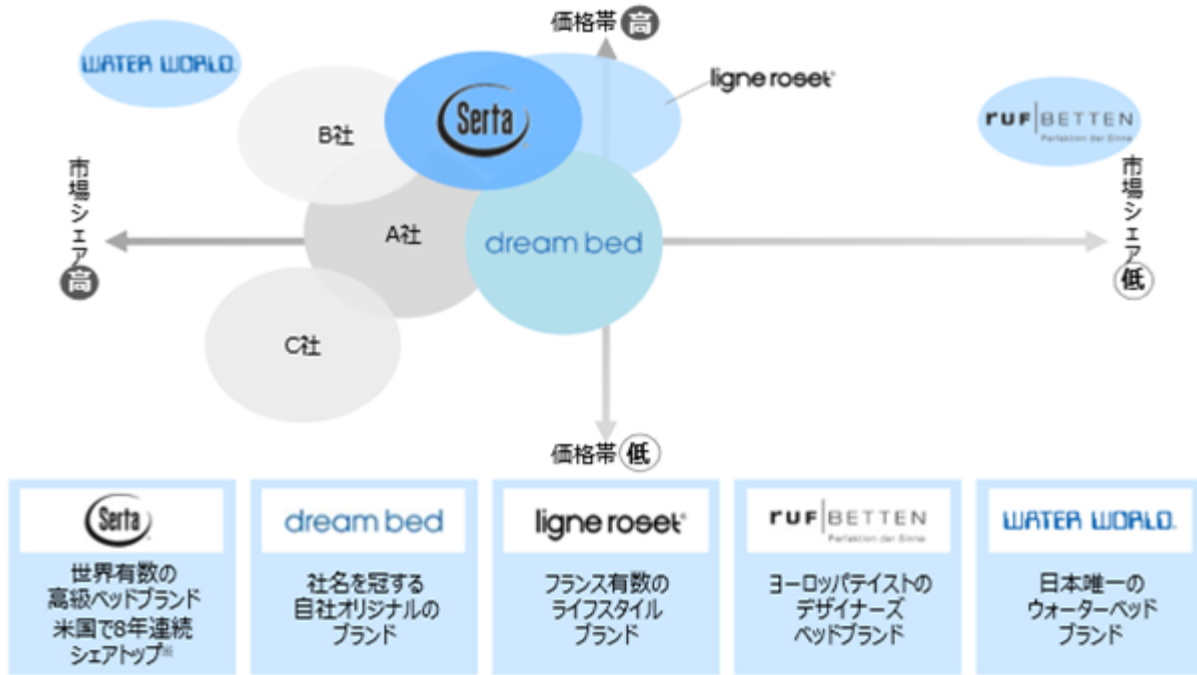 価格帯 高
WATER WORLD.
ligne roset®
Serta
B社
ruf BETTEN
Perfektion der Sinne
市場シェア 高
A社
dream bed
市場シェア 低
C社
価格帯 低
Serta
世界有数の
高級ベッドブランド
米国で8年連続
シェアトップ※
dream bed
社名を冠する
自社オリジナルの
ブランド
ligne roset®
フランス有数の
ライフスタイル
ブランド
ruf BETTEN
Perfektion der Sinne
ヨーロッパテイストの
デザイナーズ
ベッドブランド
WATER WORLD.
日本唯一の
ウォーターベッド
ブランド